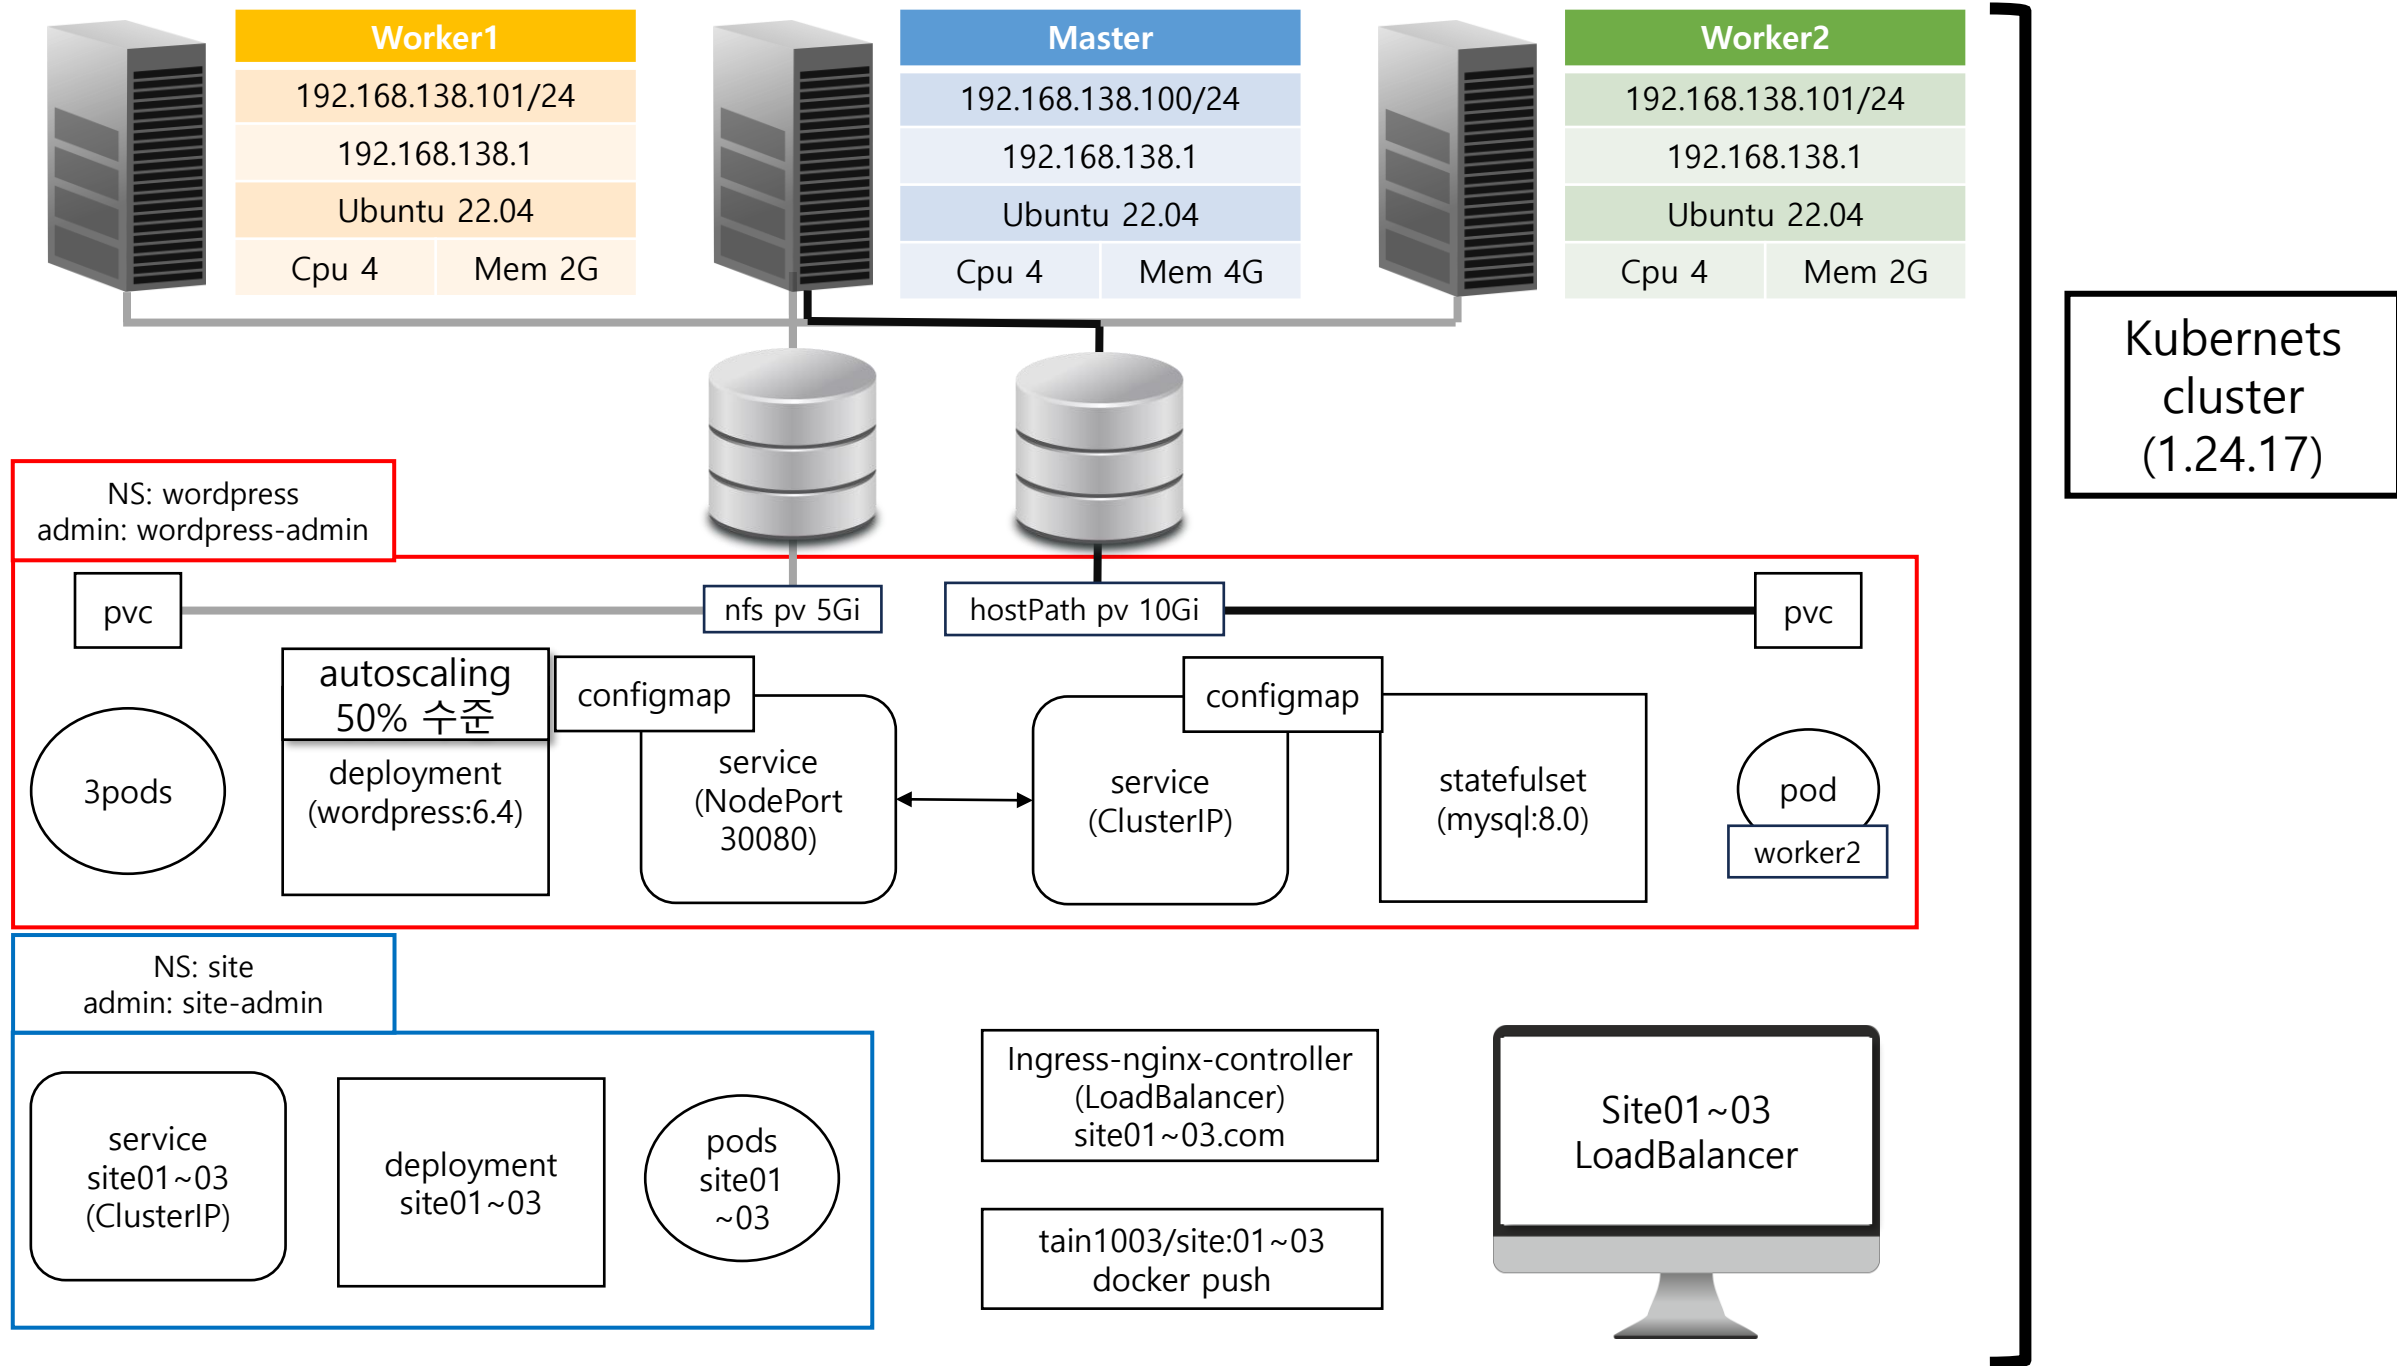 Worker1
192.168.138.101/24
192.168.138.1
Ubuntu 22.04
Cpu 4
Mem 2G
Master
192.168.138.100/24
192.168.138.1
Ubuntu 22.04
Cpu 4
Mem 4G
Worker2
192.168.138.101/24
192.168.138.1
Ubuntu 22.04
Cpu 4
Mem 2G
Kubernets
cluster
(1.24.17)
NS: wordpress
admin: wordpress-admin
pvc
nfs pv 5Gi
hostPath pv 10Gi
pvc
3pods
autoscaling
50% 수준
deployment
(wordpress:6.4)
configmap
service
(NodePort
30080)
configmap
service
(ClusterIP)
statefulset
(mysql:8.0)
pod
worker2
NS: site
admin: site-admin
service
site01~03
(ClusterIP)
deployment
site01~03
pods
site01
~03
Ingress-nginx-controller
(LoadBalancer)
site01~03.com
tain1003/site:01~03
docker push
Site01~03
LoadBalancer